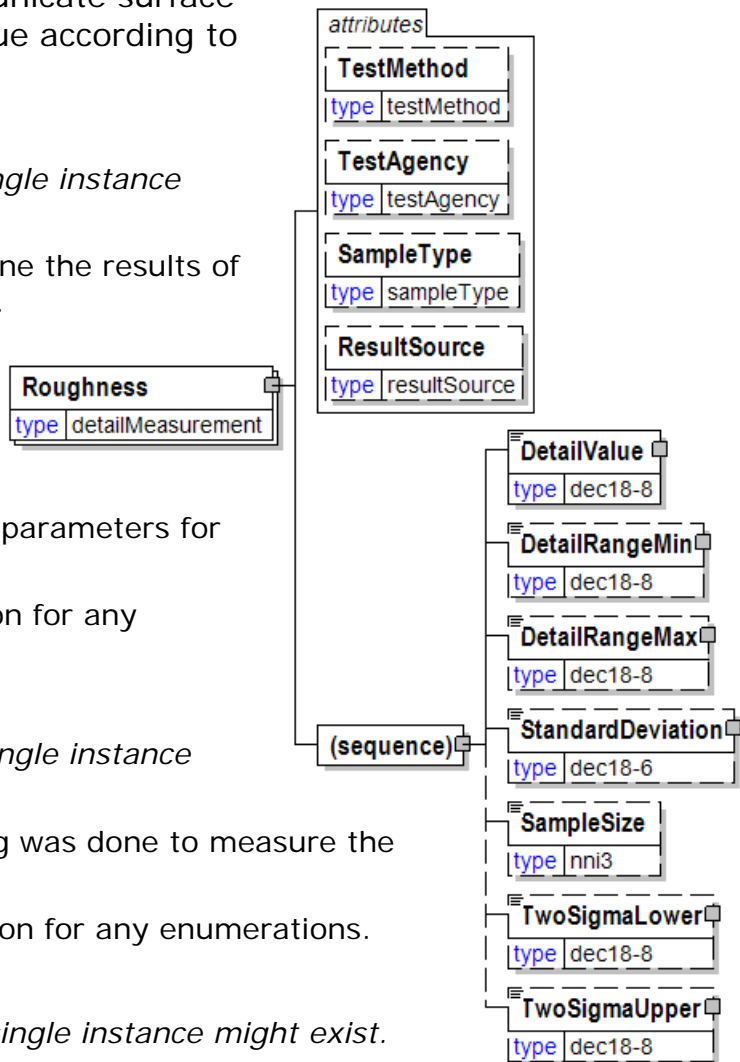 unicate surface
ue according to
ngle instance
ne the results of
.
parameters for
on for any
ngle instance
g was done to measure the
on for any enumerations.
single instance might exist.
attributes
TestMethod
type testMethod
TestAgency
type testAgency
SampleType
type sampleType
ResultSource
type resultSource
Roughness
type detailMeasurement
(sequence)
DetailValue
type dec18-8
DetailRangeMin
type dec18-8
DetailRangeMax
type dec18-8
StandardDeviation
type dec18-6
SampleSize
type nni3
TwoSigmaLower
type dec18-8
TwoSigmaUpper
type dec18-8